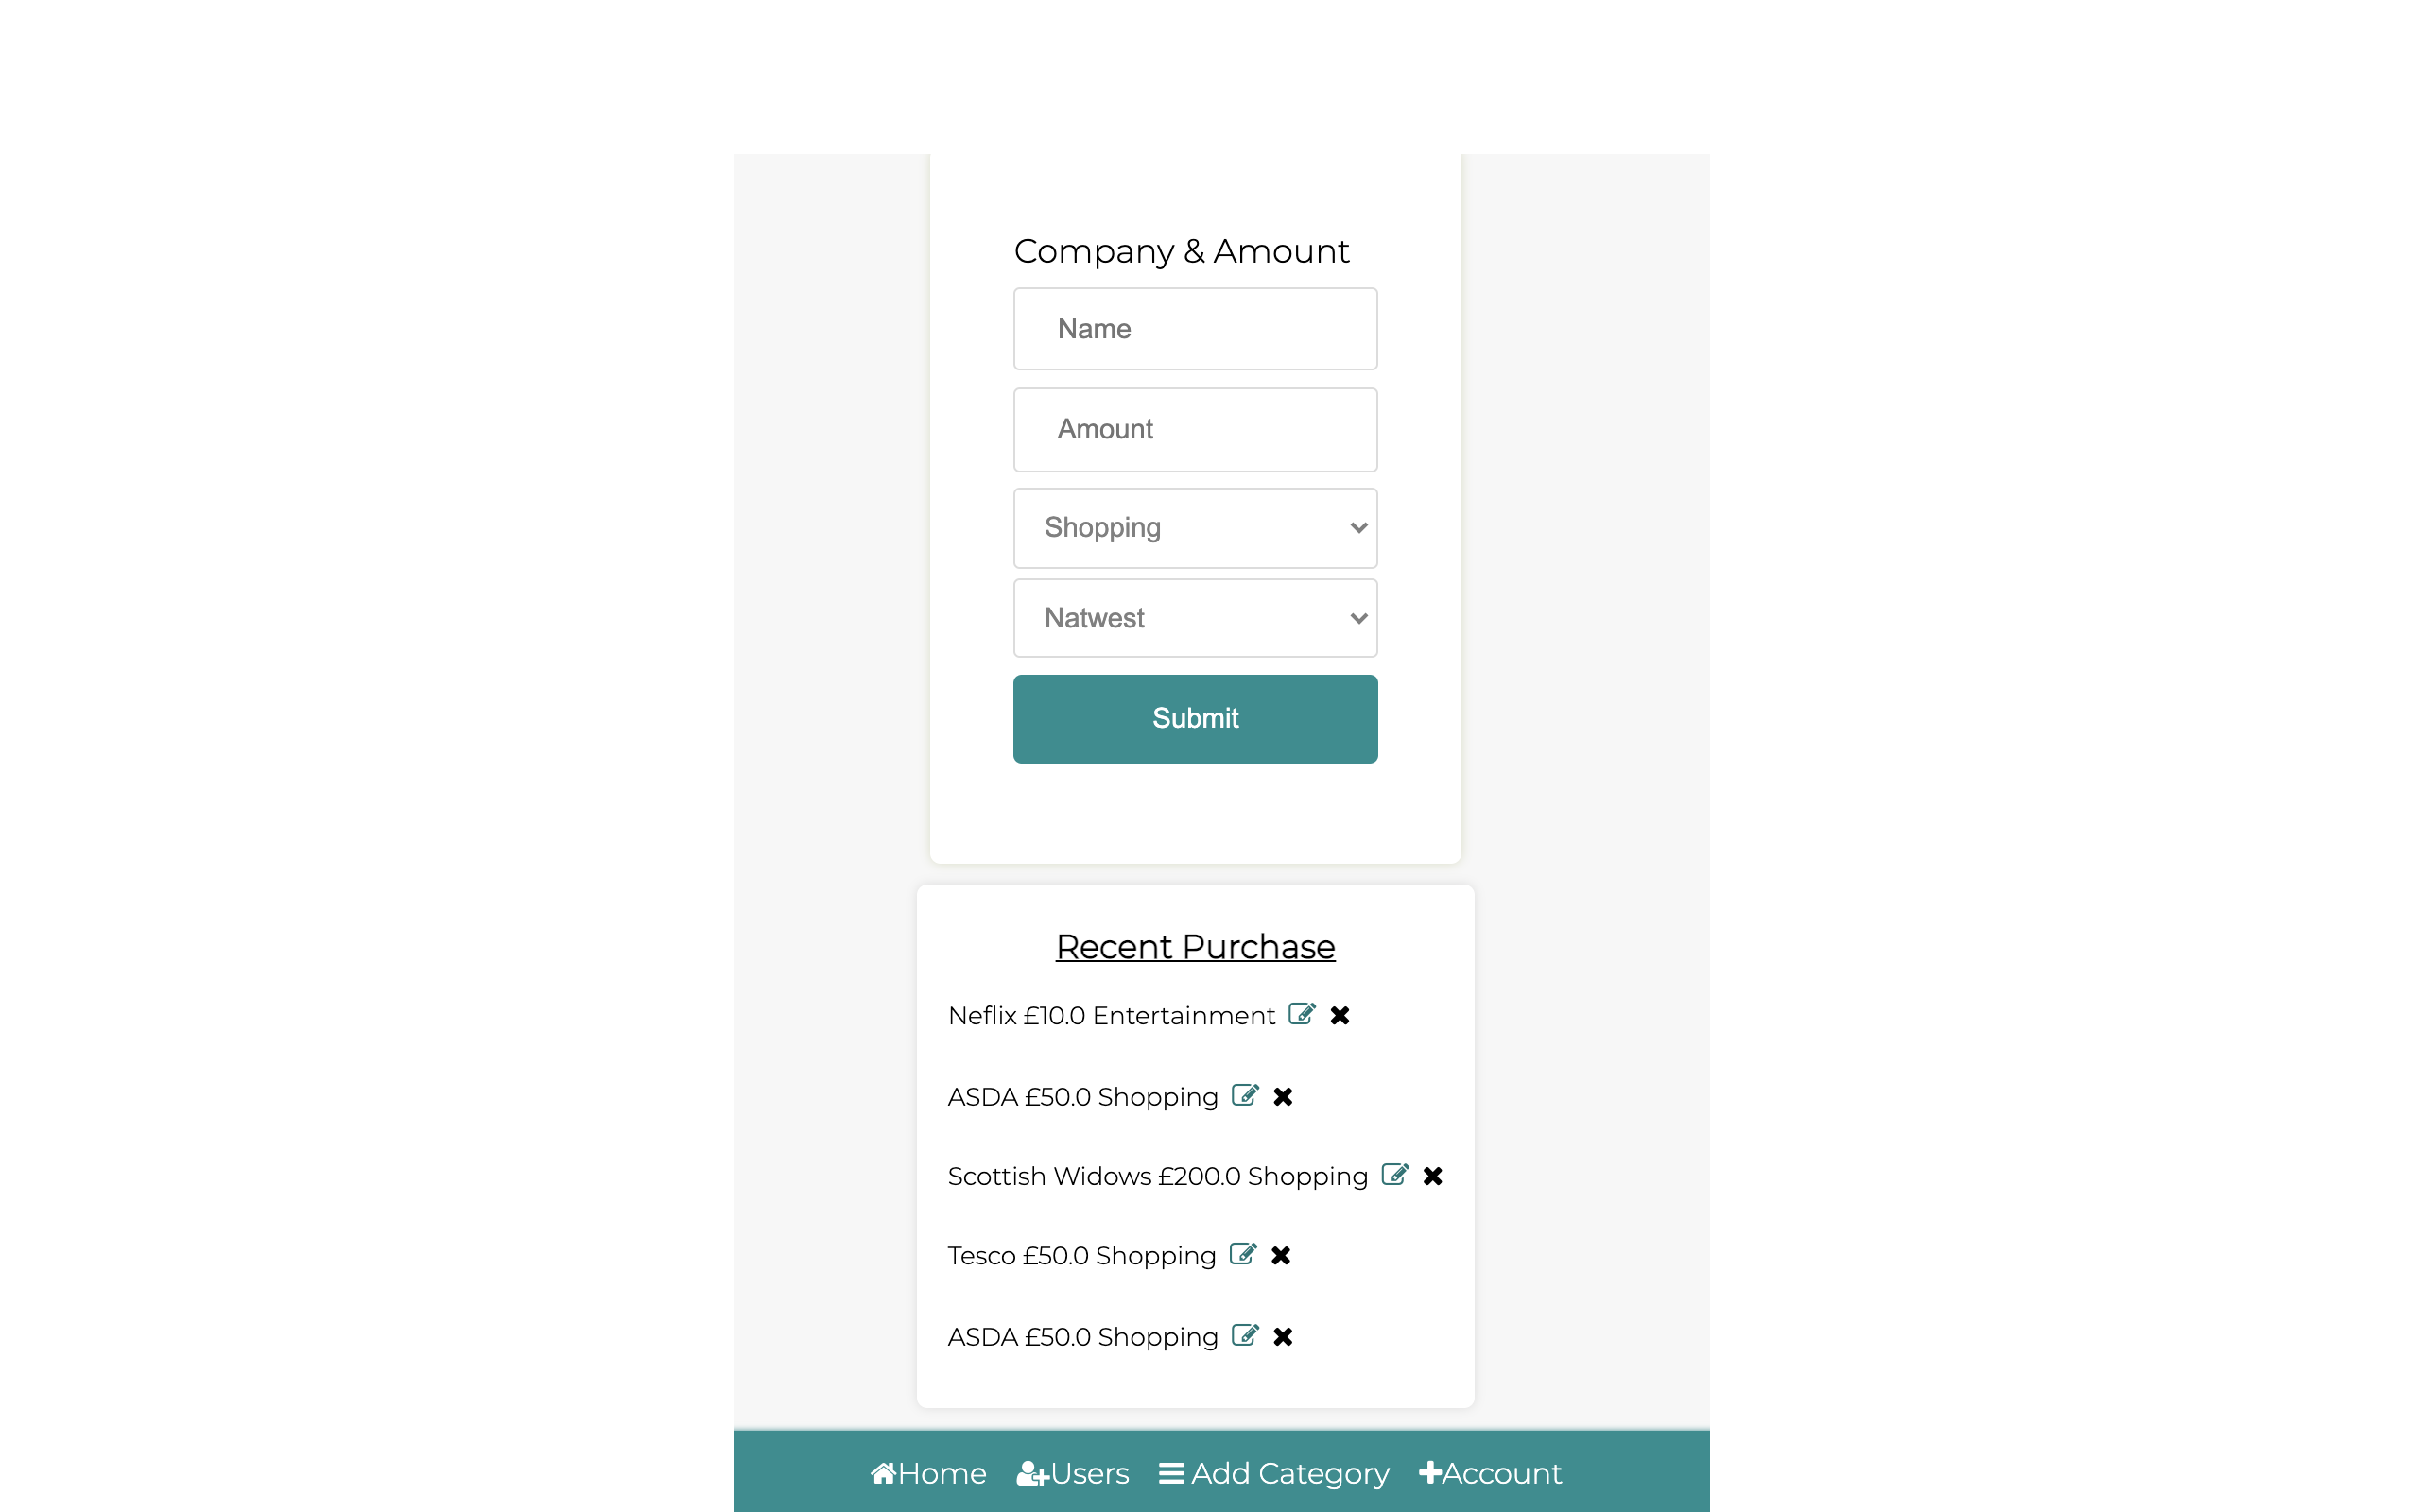 Company & Amount
Name
Amount
Shopping
Natwest
Submit
Recent Purchase
Neflix £10.0 Entertainment
ASDA £50.0 Shopping
Scottish Widows £200.0 Shopping
Tesco £50.0 Shopping
ASDA £50.0 Shopping
Home Users Add Category Account